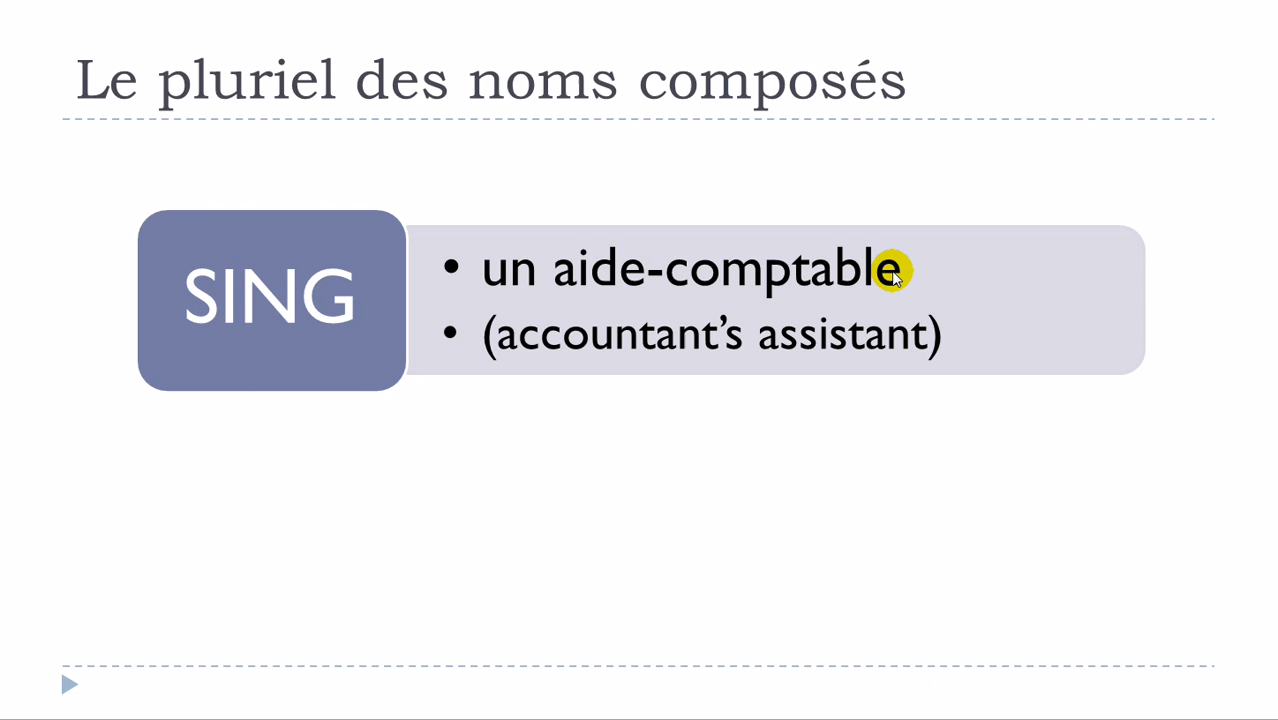 Le pluriel des noms composés
SING
• un aide-comptable
• (accountant’s assistant)